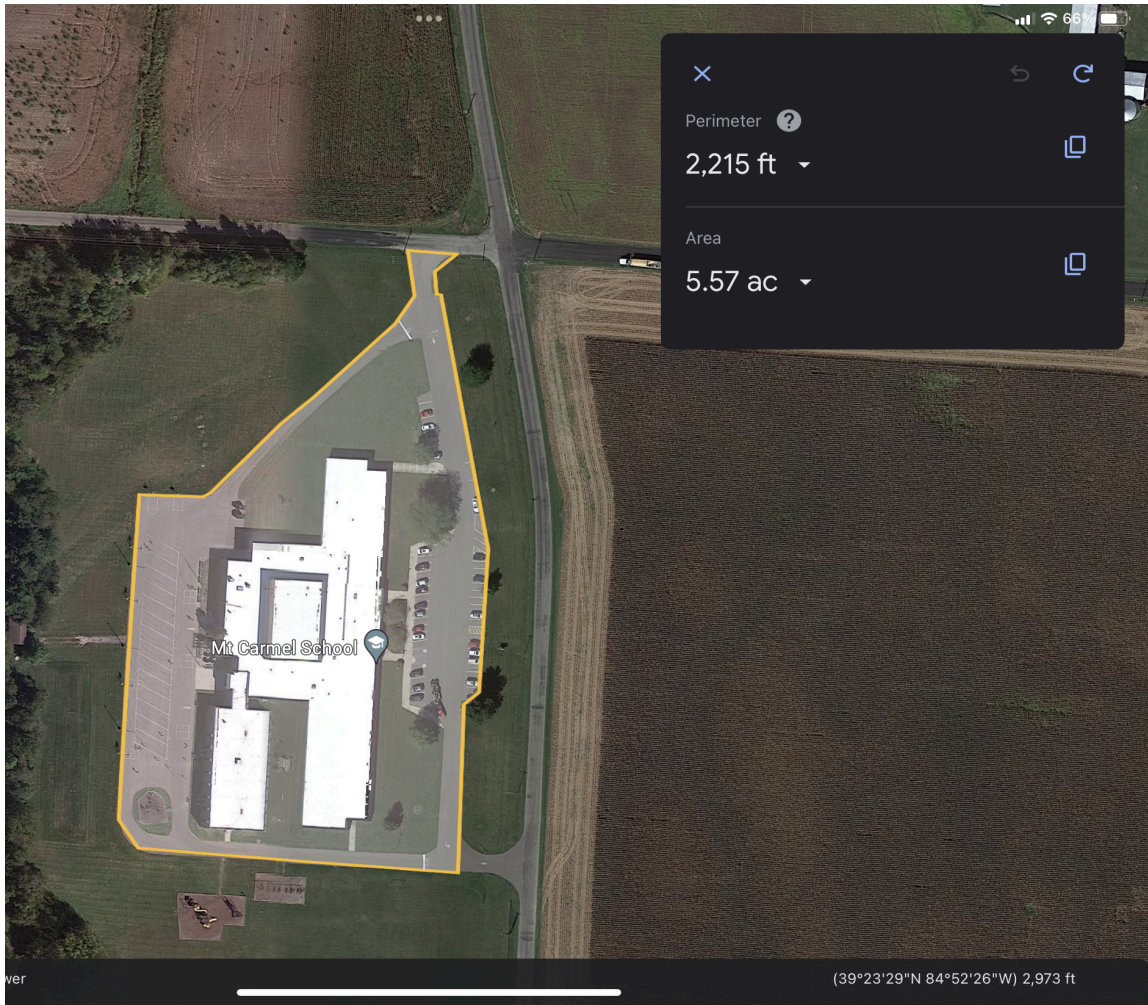 66%
Perimeter ?
2,215 ft
Area
5.57 ac
Mt Carmel School
wer
(39°23'29"N 84°52'26"W) 2,973 ft